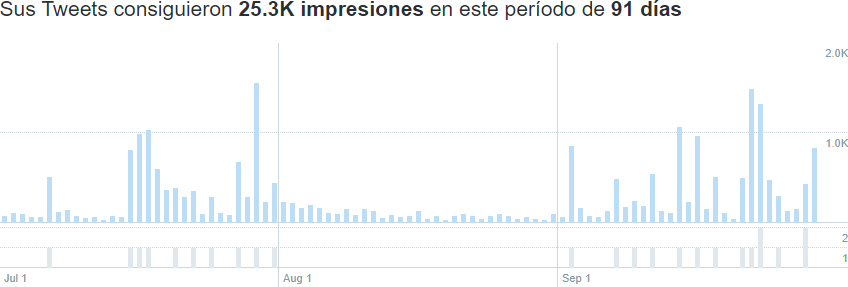 Sus Tweets consiguieron 25.3K impresiones en este período de 91 días
2.0K
1.0K
2
1
Jul 1
Aug 1
Sep 1